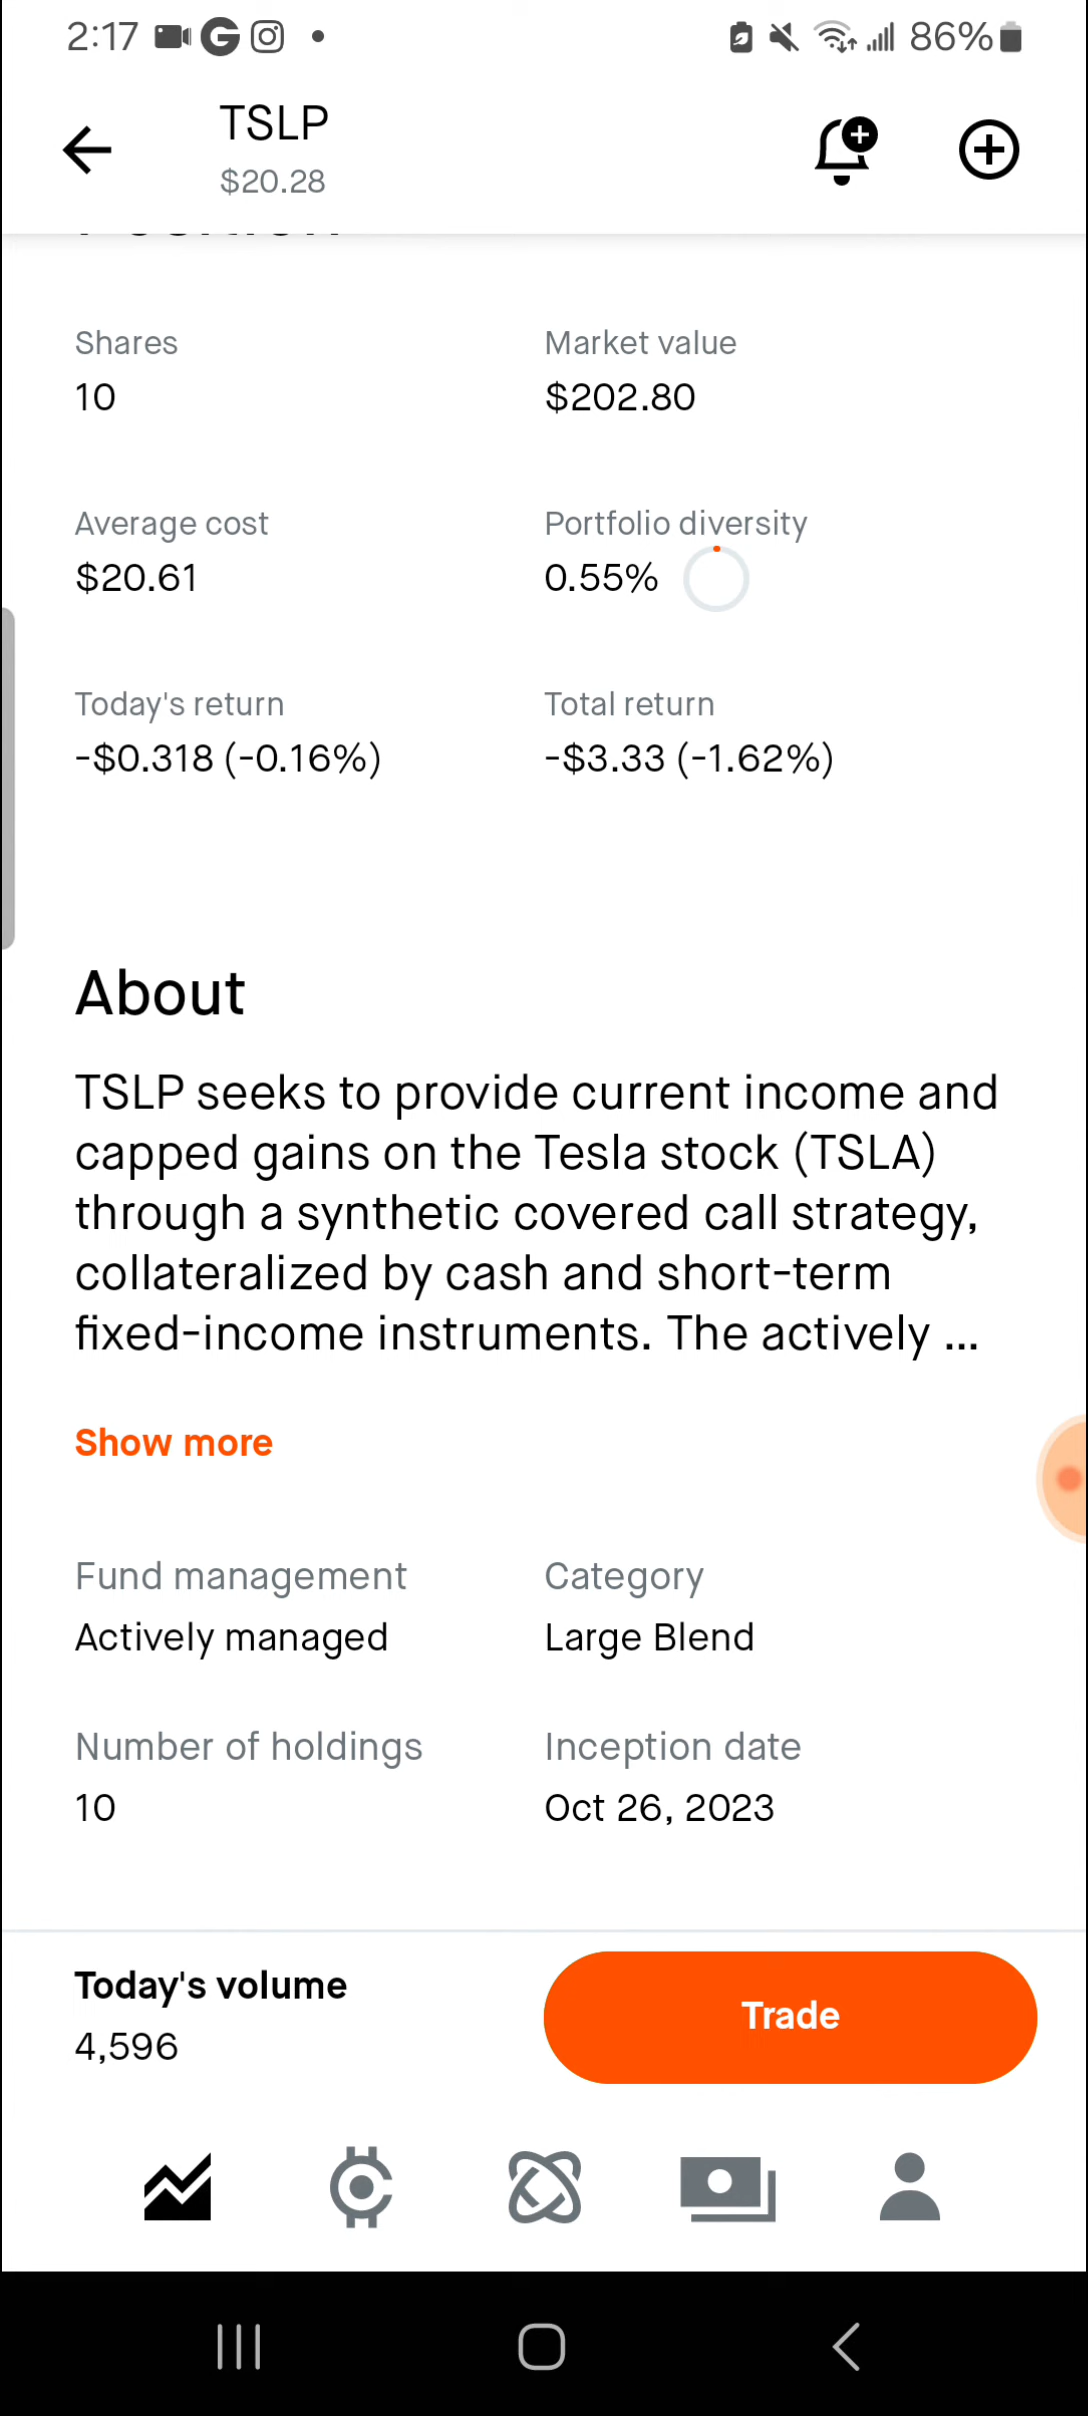 2:17
86%
TSLP
$20.28
Position
Shares
Market value
10
$202.80
Average cost
Portfolio diversity
$20.61
0.55%
Today's return
Total return
-$0.318 (-0.16%)
-$3.33 (-1.62%)
About
TSLP seeks to provide current income and
capped gains on the Tesla stock (TSLA)
through a synthetic covered call strategy,
collateralized by cash and short-term
fixed-income instruments. The actively ...
Show more
Fund management
Category
Actively managed
Large Blend
Number of holdings
Inception date
10
Oct 26, 2023
Today's volume
4,596
Trade